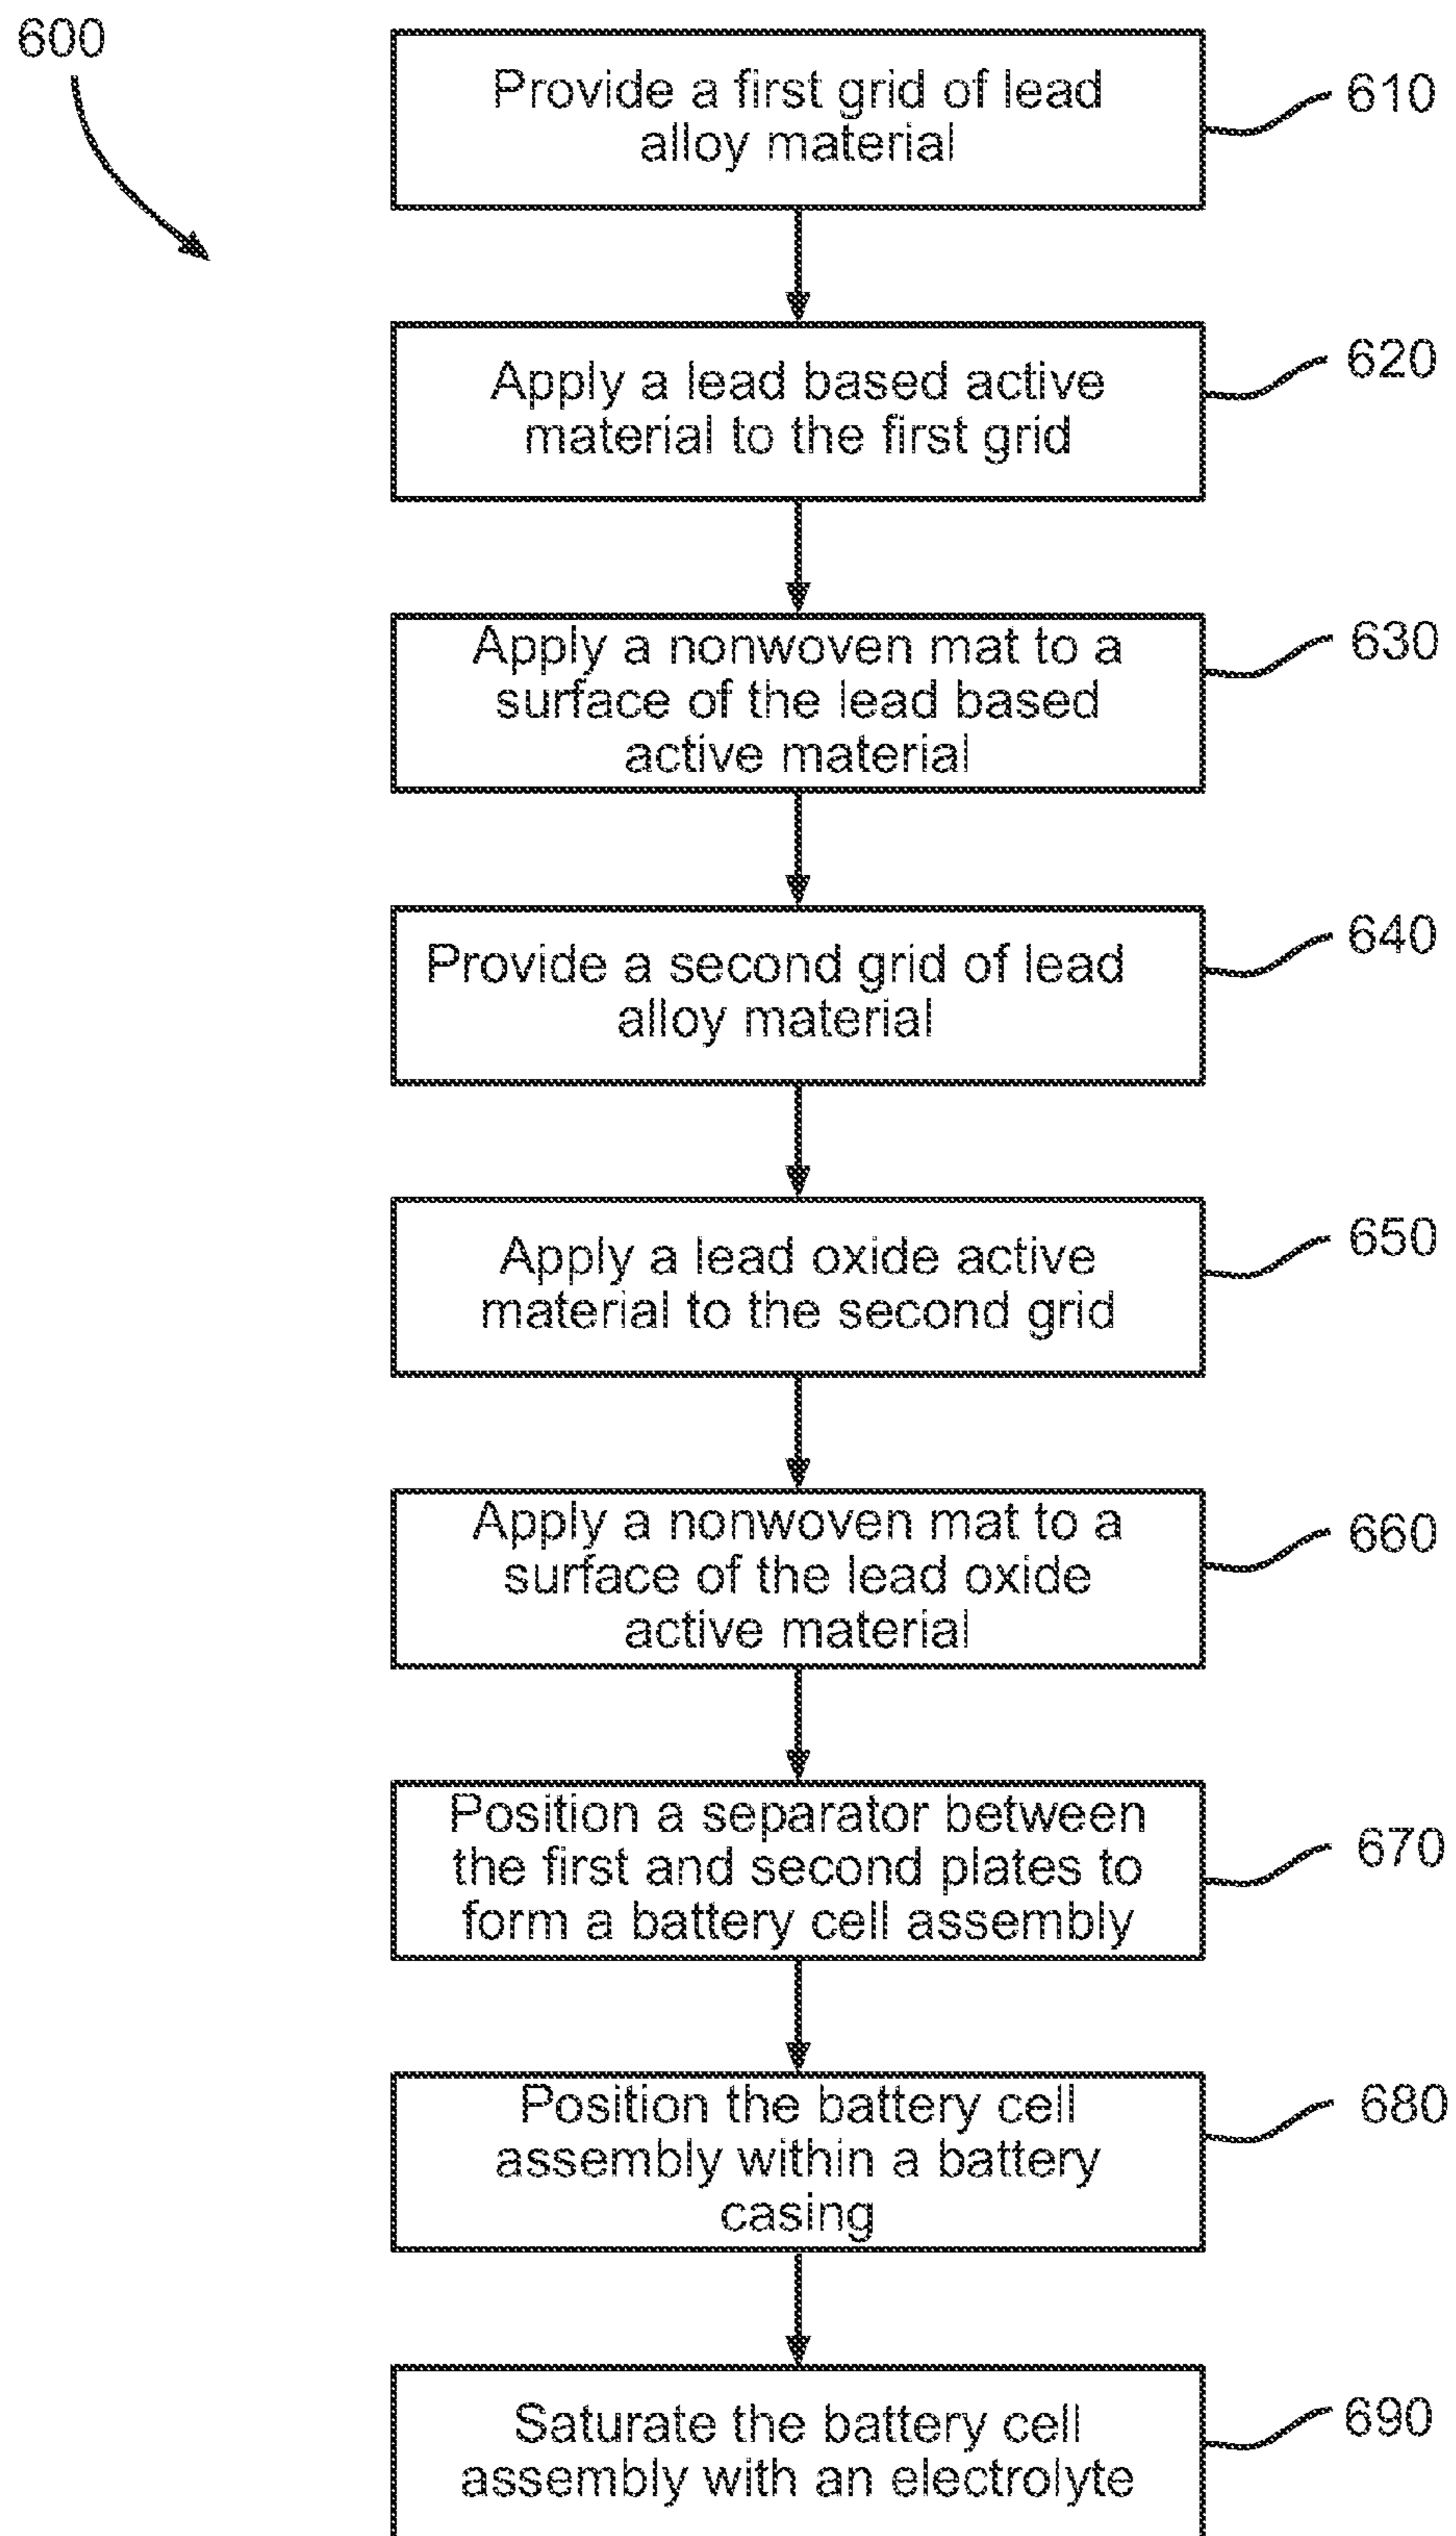 600
Provide a first grid of lead
alloy material
610
Apply a lead based active
material to the first grid
620
Apply a nonwoven mat to a
surface of the lead based
active material
630
Provide a second grid of lead
alloy material
640
Apply a lead oxide active
material to the second grid
650
Apply a nonwoven mat to a
surface of the lead oxide
active material
660
Position a separator between
the first and second plates to
form a battery cell assembly
670
Position the battery cell
assembly within a battery
casing
680
Saturate the battery cell
assembly with an electrolyte
690